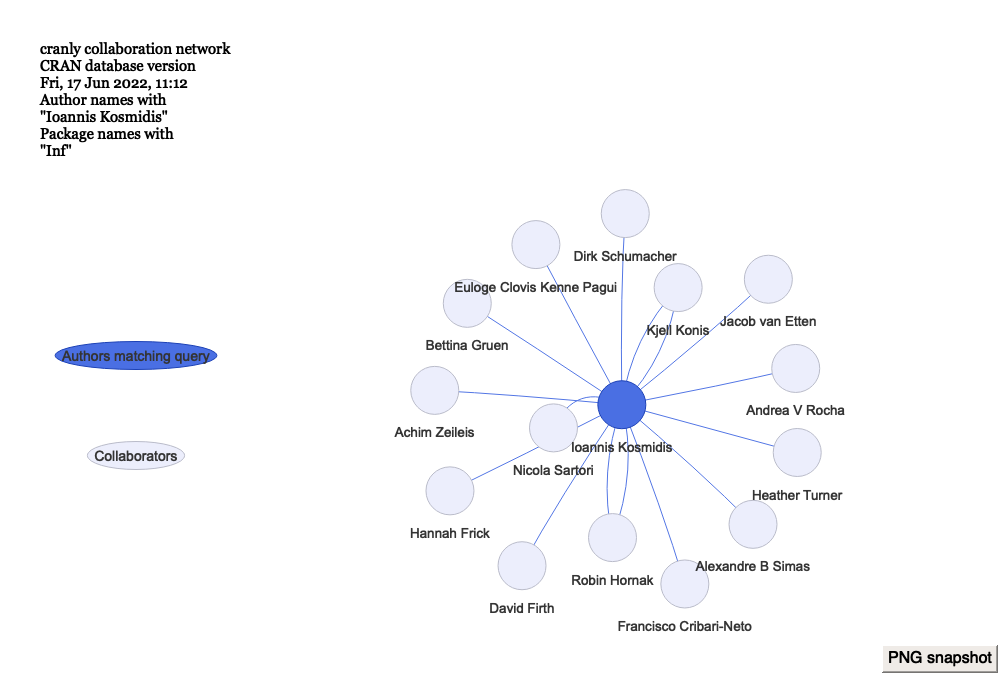 cranly collaboration network
CRAN database version
Fri, 17 Jun 2022, 11:12
Author names with
"Ioannis Kosmidis"
Package names with
"Inf"
Dirk Schumacher
Euloge Clovis Kenne Pagui
Jacob van Etten
Kjell Konis
Bettina Gruen
Authors matching query
Andrea V Rocha
Achim Zeileis
Ioannis Kosmidis
Collaborators
Nicola Sartori
Heather Turner
Hannah Frick
Alexandre B Simas
Robin Hornak
David Firth
Francisco Cribari-Neto
PNG snapshot